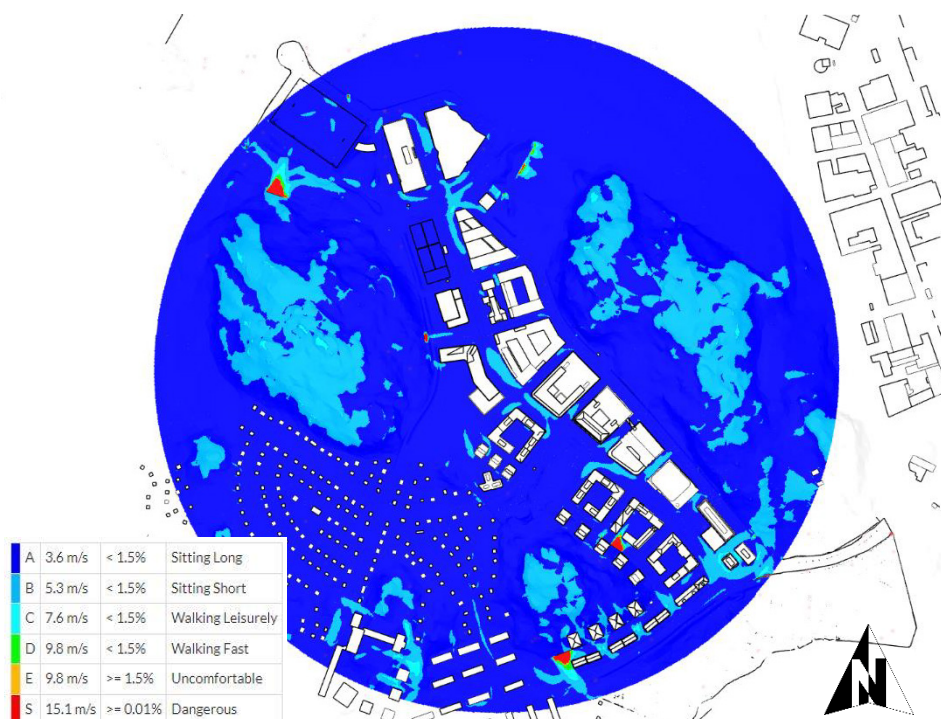 A 3.6 m/s < 1.5% Sitting Long
B 5.3 m/s < 1.5% Sitting Short
C 7.6 m/s < 1.5% Walking Leisurely
D 9.8 m/s < 1.5% Walking Fast
E 9.8 m/s >= 1.5% Uncomfortable
S 15.1 m/s >= 0.01% Dangerous
N